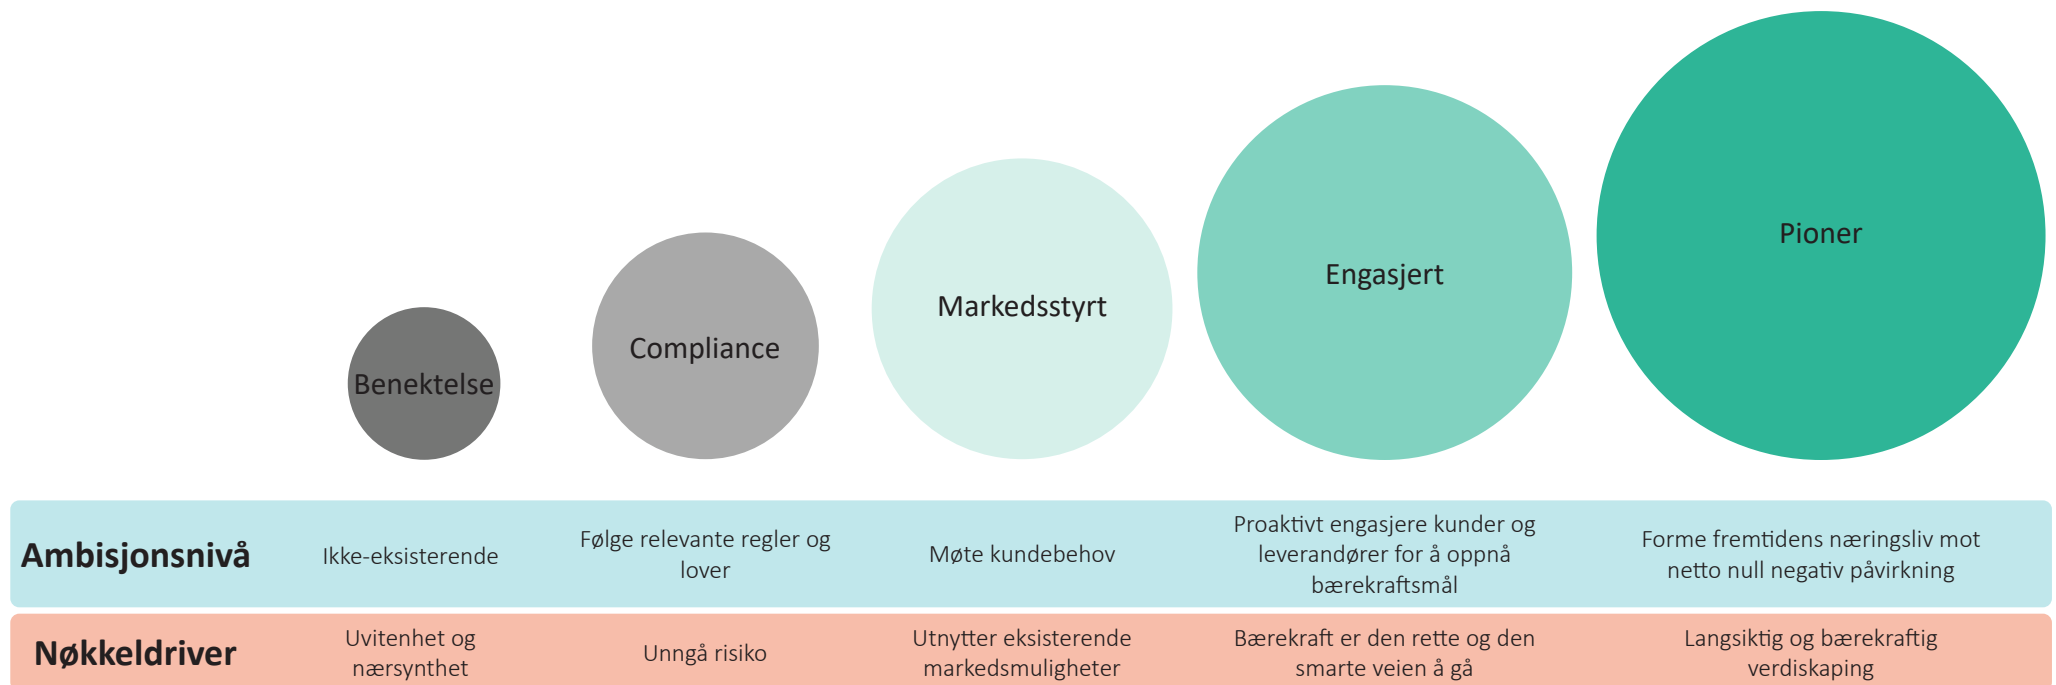 Benektelse
Compliance
Markedsstyrt
Engasjert
Pioner
Ambisjonsnivå
Ikke-eksisterende
Følge relevante regler og
lover
Møte kundebehov
Proaktivt engasjere kunder og
leverandører for å oppnå
bærekraftsmål
Forme fremtidens næringsliv mot
netto null negativ påvirkning
Nøkkeldriver
Uvitenhet og
nærsynthet
Unngå risiko
Utnytter eksisterende
markedsmuligheter
Bærekraft er den rette og den
smarte veien å gå
Langsiktig og bærekraftig
verdiskaping